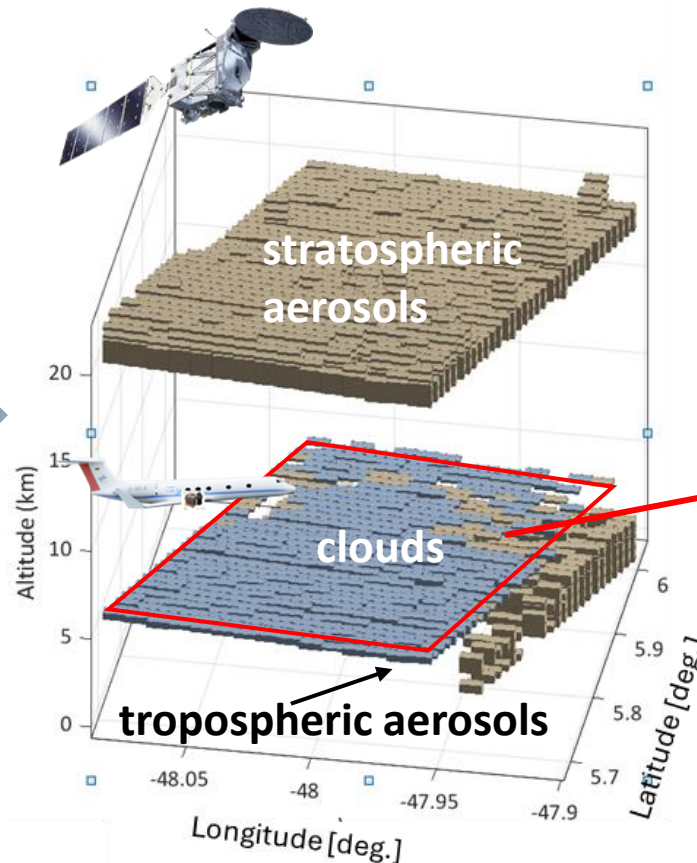 stratospheric
aerosols
20
15
10
5
0
Altitude (km)
clouds
tropospheric aerosols
-48.05
-48
-47.95
-47.9
Longitude [deg.]
6
5.9
5.8
5.7
Latitude [deg.]